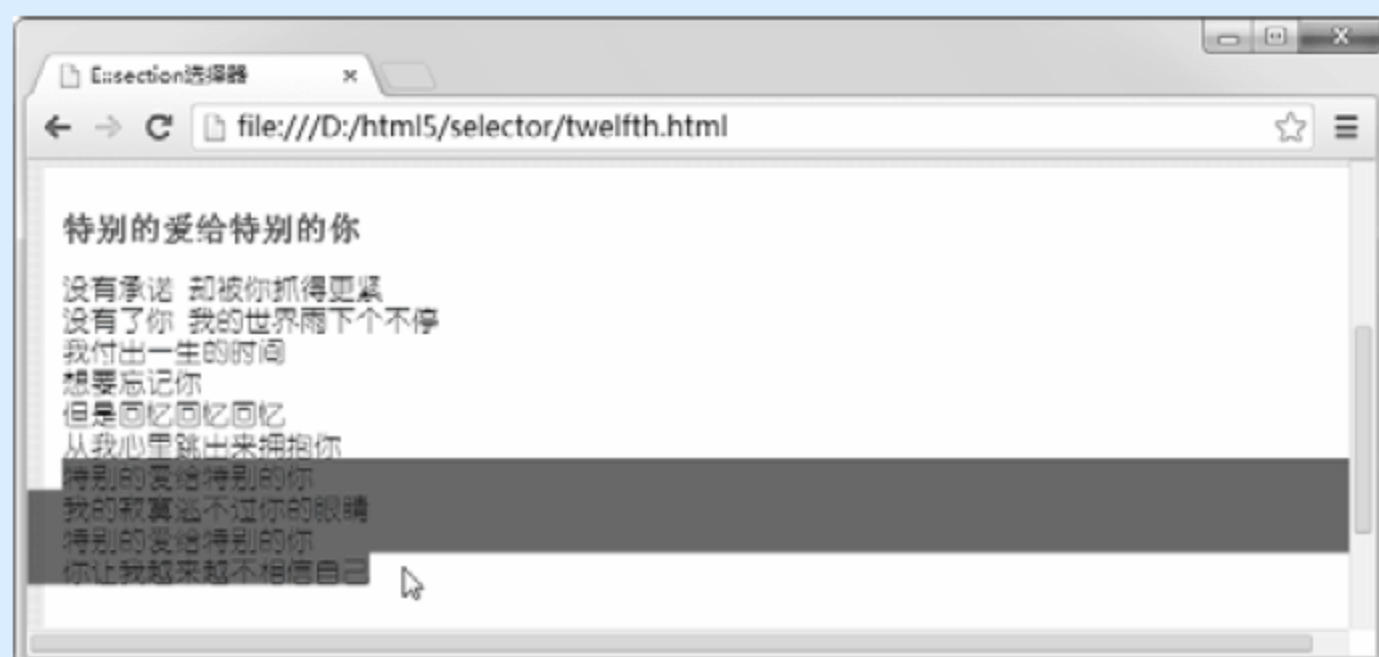 E::section选择器
file:///D:/html5/selector/twelfth.html
特别的爱给特别的你
没有承诺 却被你抓得更紧
没有了你 我的世界雨下个不停
我付出一生的时间
想要忘记你
但是回忆回忆回忆
从我心里跳出来拥抱你
特别的爱给特别的你
我的寂寞逃不过你的眼睛
特别的爱给特别的你
你让我越来越不相信自己